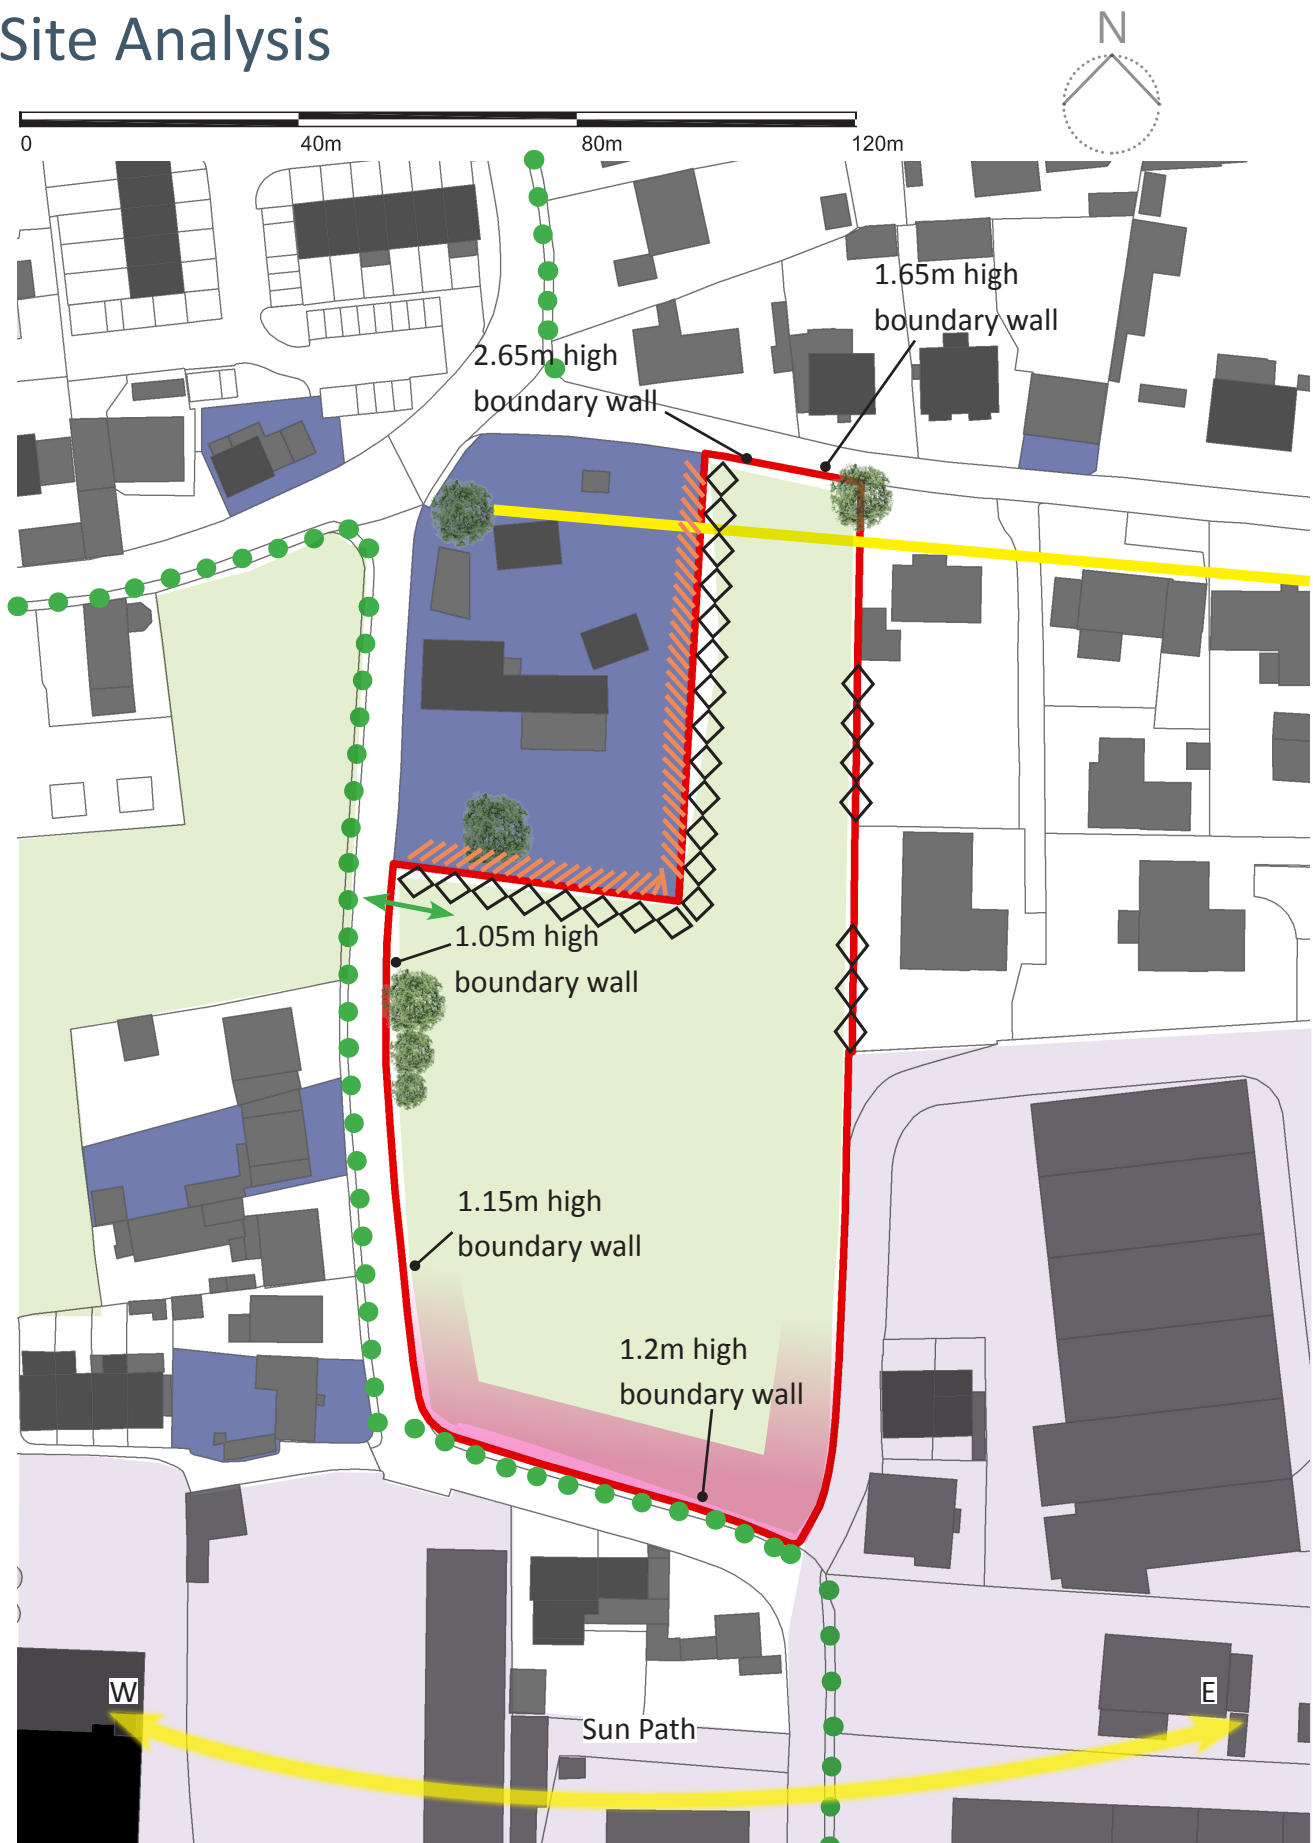 Site Analysis
N
0 40m 80m 120m
1.65m high
boundary wall
2.65m high
boundary wall
1.05m high
boundary wall
1.15m high
boundary wall
1.2m high
boundary wall
W
E
Sun Path